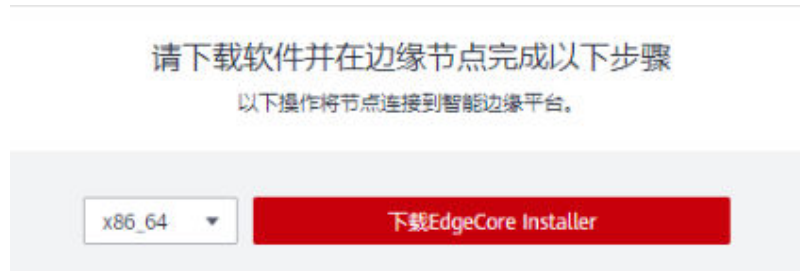 请下载软件并在边缘节点完成以下步骤
以下操作将节点连接到智能边缘平台。
x86_64
下载EdgeCore Installer